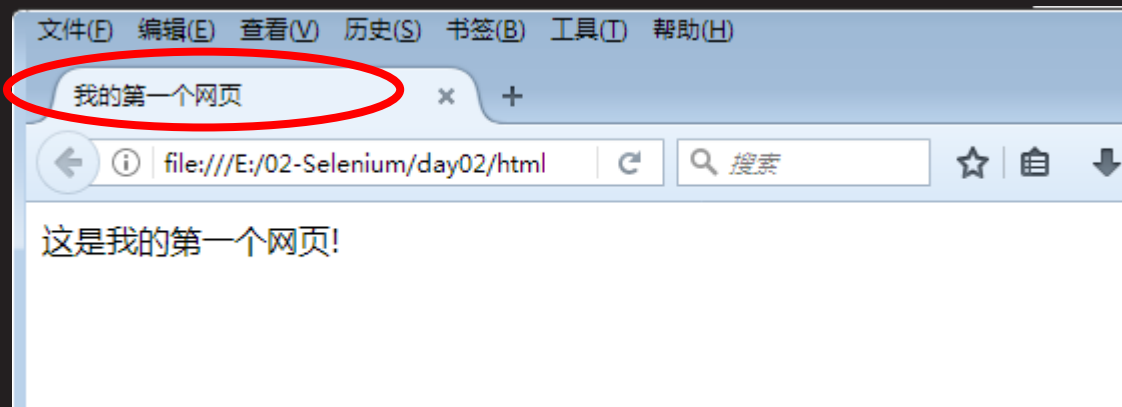 文件(F) 编辑(E) 查看(V) 历史(S) 书签(B) 工具(T) 帮助(H)
我的第一个网页
file:///E:/02-Selenium/day02/html 搜索
这是我的第一个网页!